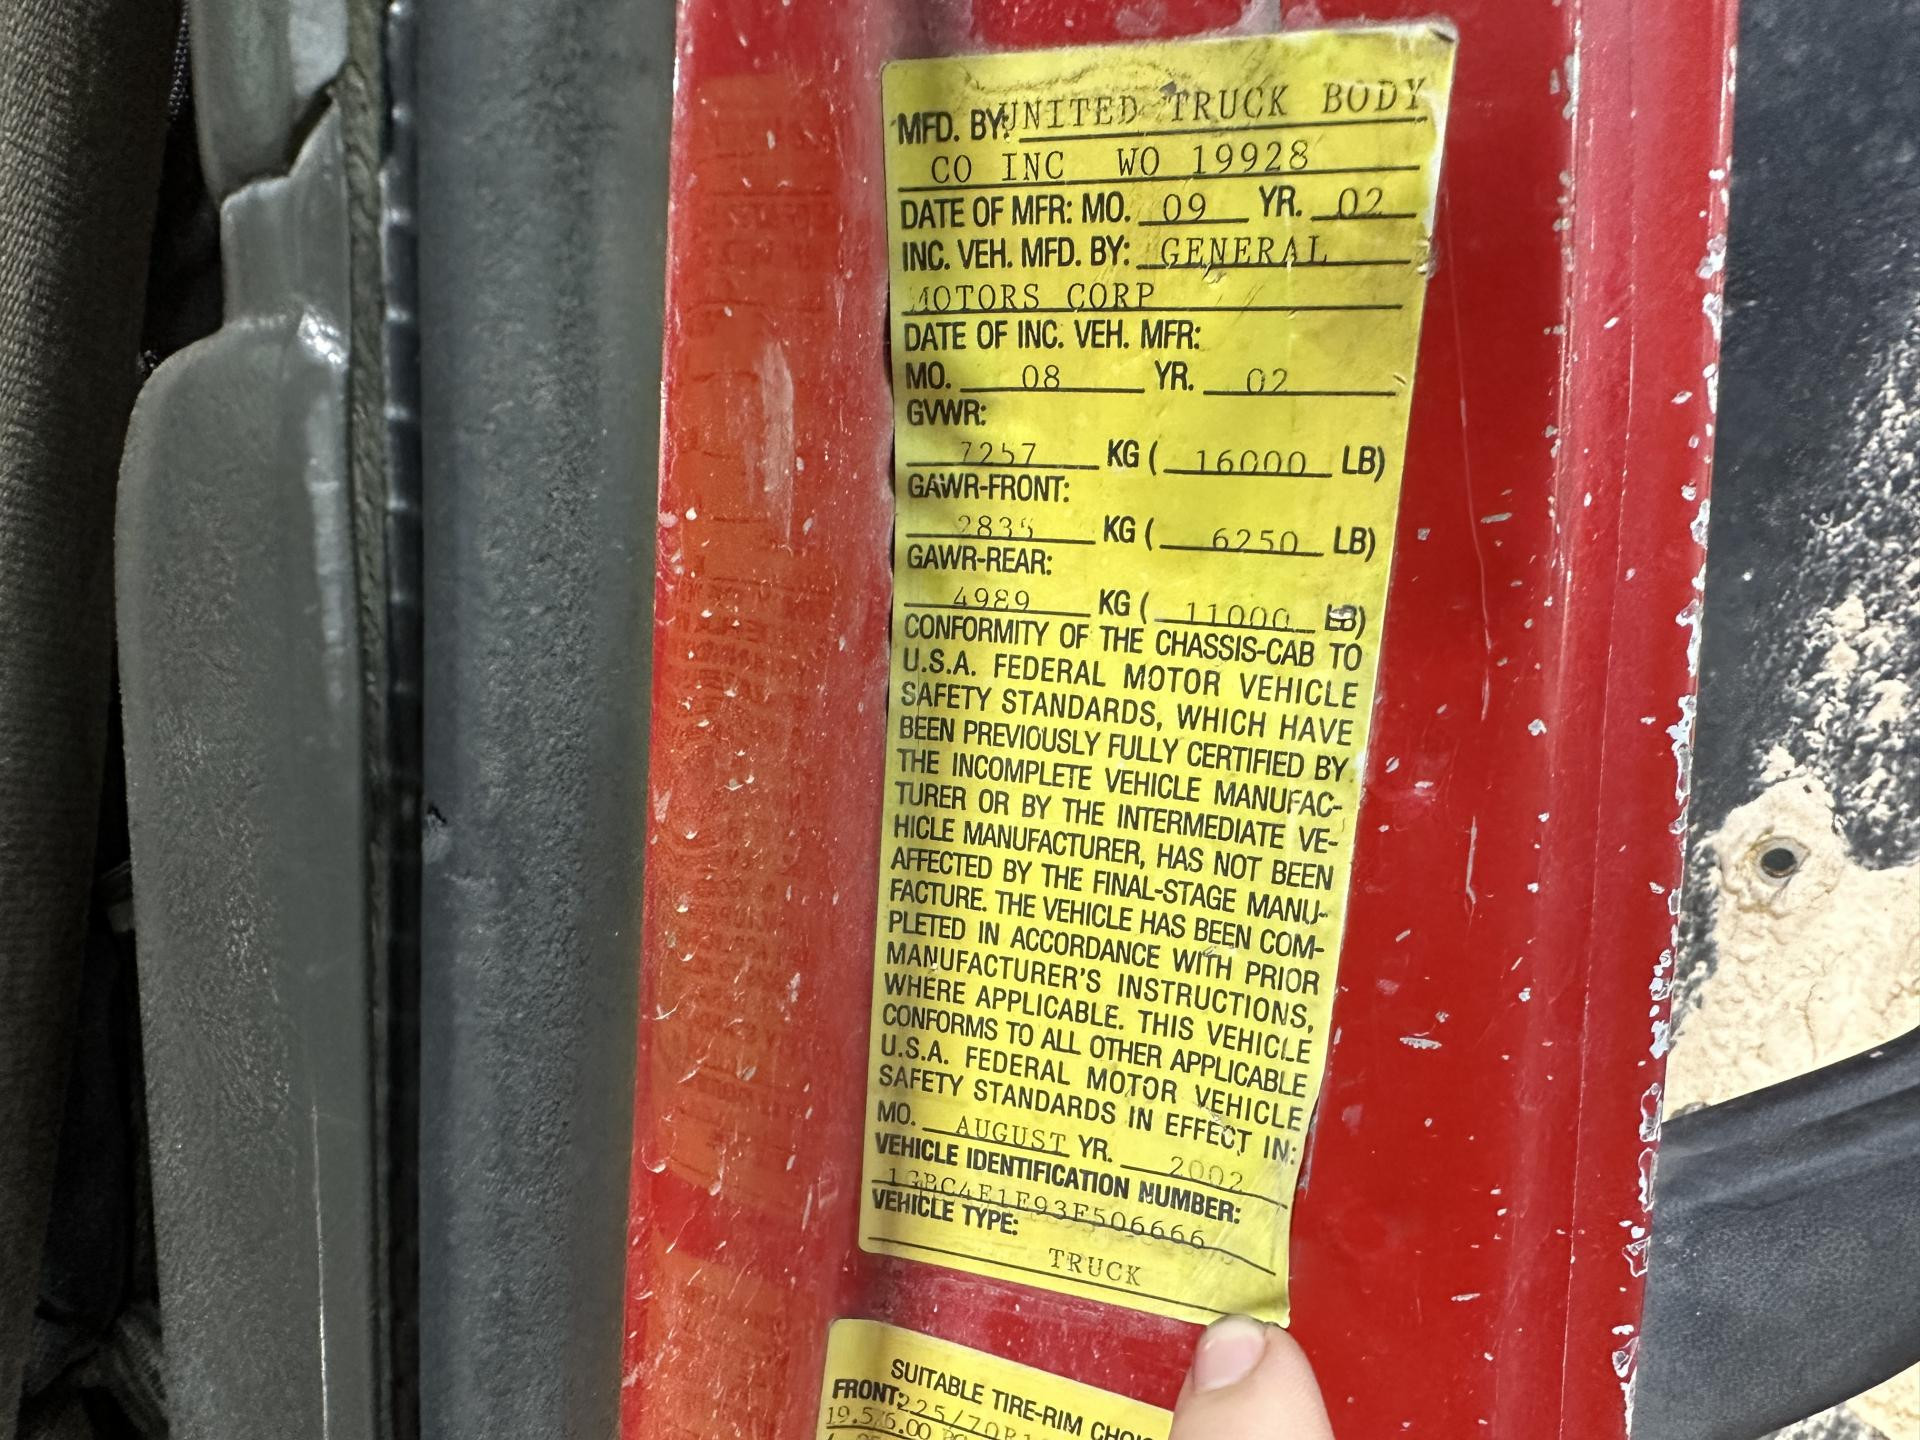 MFD. BY: UNITED TRUCK BODY
CO INC WO 19928
DATE OF MFR: MO. 09 YR. 02
INC. VEH. MFD. BY: GENERAL
MOTORS CORP
DATE OF INC. VEH. MFR:
MO. 08 YR. 02
GVWR:
7257 KG ( 16000 LB)
GAWR-FRONT:
2835 KG ( 6250 LB)
GAWR-REAR:
4989 KG ( 11000 LB)
CONFORMITY OF THE CHASSIS-CAB TO
U.S.A. FEDERAL MOTOR VEHICLE
SAFETY STANDARDS, WHICH HAVE
BEEN PREVIOUSLY FULLY CERTIFIED BY
THE INCOMPLETE VEHICLE MANUFAC-
TURER OR BY THE INTERMEDIATE VE-
HICLE MANUFACTURER, HAS NOT BEEN
AFFECTED BY THE FINAL-STAGE MANU-
FACTURE. THE VEHICLE HAS BEEN COM-
PLETED IN ACCORDANCE WITH PRIOR
MANUFACTURER'S INSTRUCTIONS,
WHERE APPLICABLE. THIS VEHICLE
CONFORMS TO ALL OTHER APPLICABLE
U.S.A. FEDERAL MOTOR VEHICLE
SAFETY STANDARDS IN EFFECT IN:
MO. AUGUST YR. 2002
VEHICLE IDENTIFICATION NUMBER:
1GBC4E1E93F506666
VEHICLE TYPE:
TRUCK
SUITABLE TIRE-RIM
FRONT: